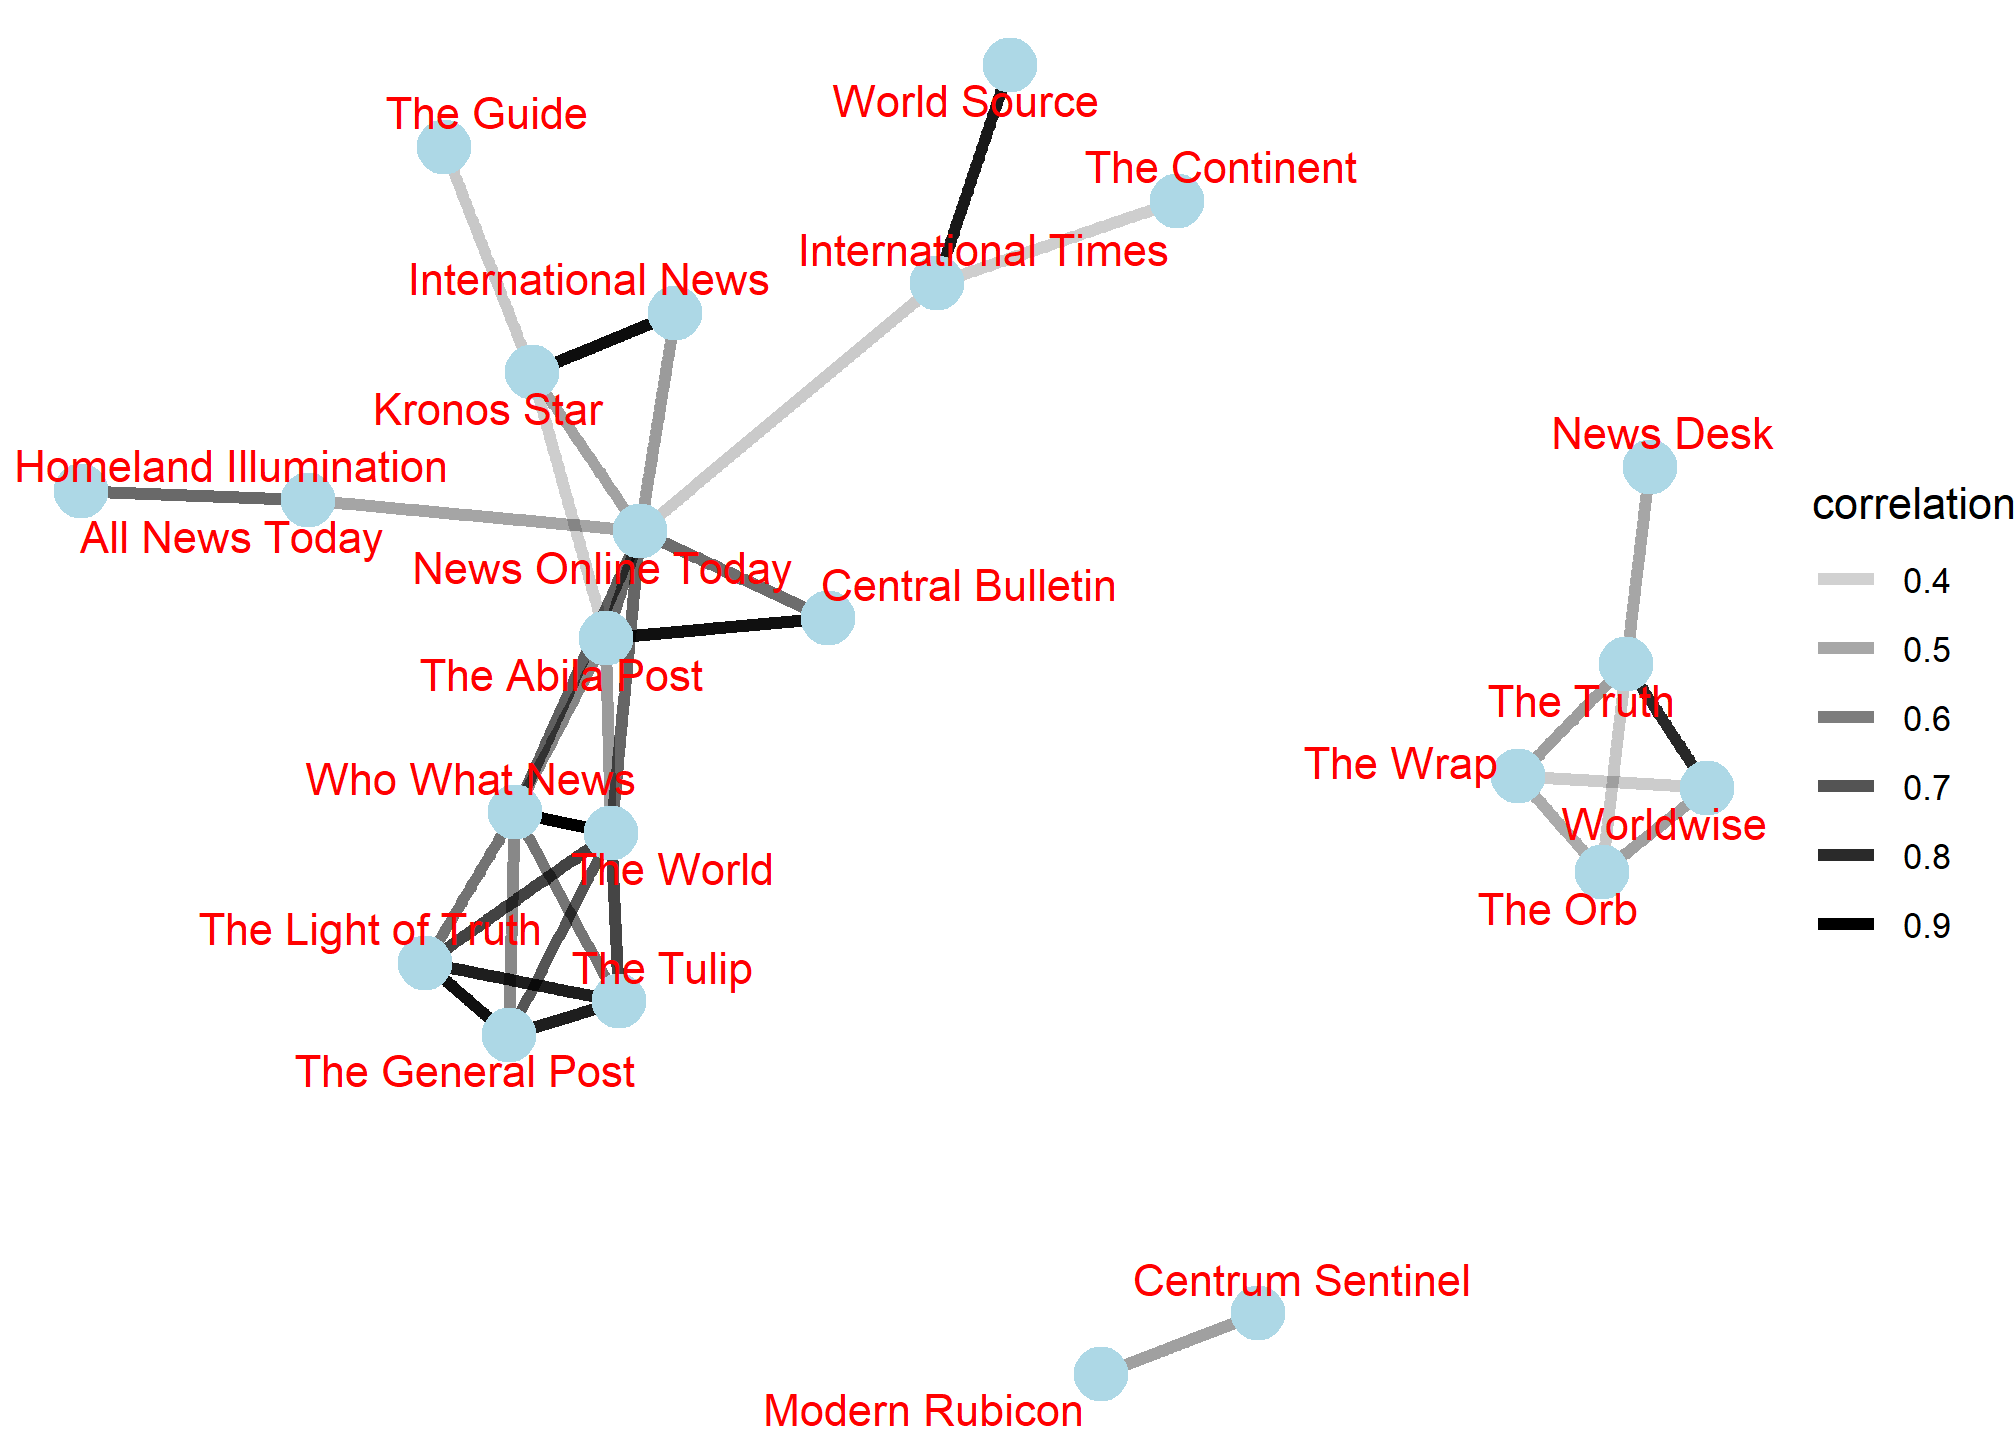 World Source
The Guide
The Continent
International Times
International News
Kronos Star
News Desk
Homeland Illumination
correlation
All News Today
News Online Today
Central Bulletin
0.4
0.5
The Abila Post
The Truth
0.6
Who What News
The Wrap
0.7
Worldwise
0.8
The World
The Light of Truth
The Orb
0.9
The Tulip
The General Post
Centrum Sentinel
Modern Rubicon